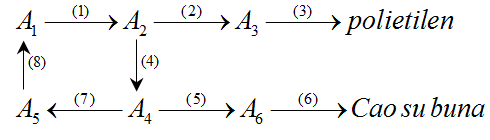 A₁ —(1)→ A₂ —(2)→ A₃ —(3)→ polietilen
(8) (4)
A₅ ←(7)— A₄ —(5)→ A₆ —(6)→ Cao su buna